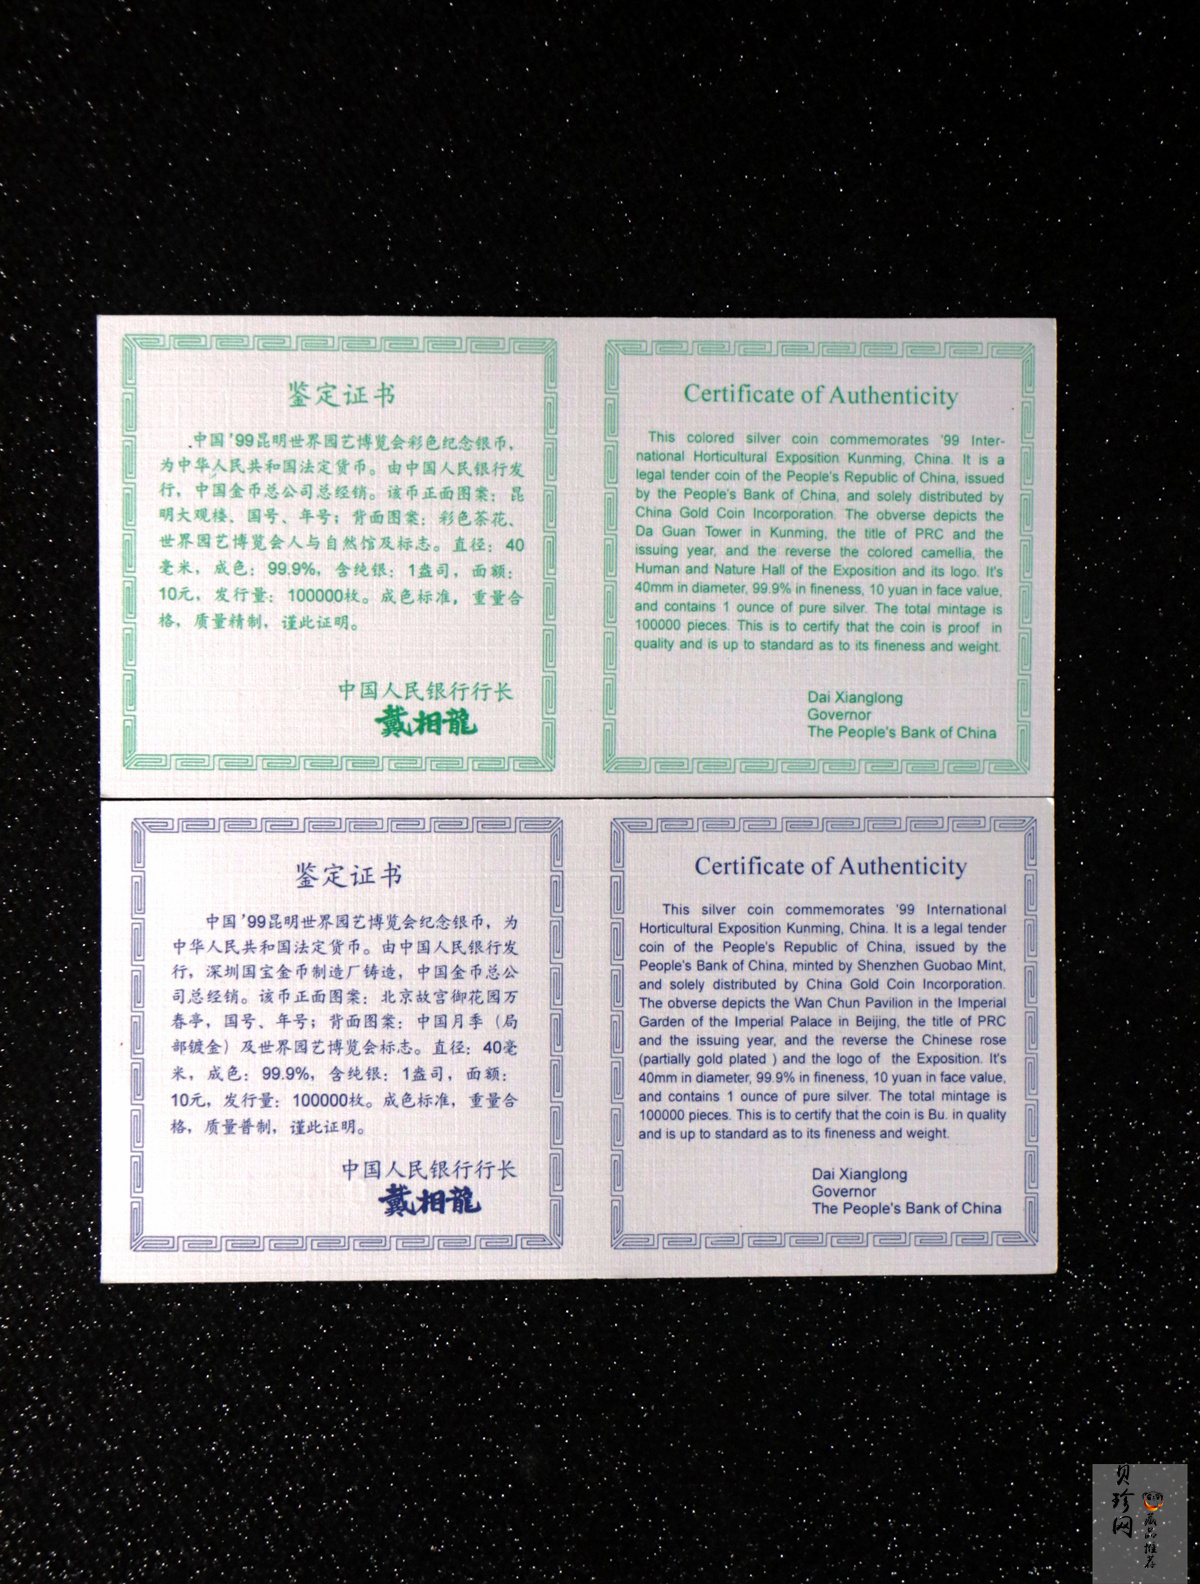 鉴定证书
中国’99昆明世界园艺博览会彩色纪念银币，
为中华人民共和国法定货币。由中国人民银行发
行，中国金币总公司总经销。该币正面图案：昆
明大观楼、国号、年号；背面图案：彩色茶花、
世界园艺博览会人与自然馆及标志。直径：40
毫米，成色：99.9%，含纯银：1盎司，面额：
10元，发行量：100000枚。成色标准，重量合
格，质量精制，谨此证明。
中国人民银行行长
戴相龍
Certificate of Authenticity
This colored silver coin commemorates '99 Inter-
national Horticultural Exposition Kunming, China. It is a
legal tender coin of the People's Republic of China, issued
by the People's Bank of China, and solely distributed by
China Gold Coin Incorporation. The obverse depicts the
Da Guan Tower in Kunming, the title of PRC and the
issuing year, and the reverse the colored camellia, the
Human and Nature Hall of the Exposition and its logo. It's
40mm in diameter, 99.9% in fineness, 10 yuan in face value,
and contains 1 ounce of pure silver. The total mintage is
100000 pieces. This is to certify that the coin is proof in
quality and is up to standard as to its fineness and weight.
Dai Xianglong
Governor
The People's Bank of China
鉴定证书
中国’99昆明世界园艺博览会纪念银币，为
中华人民共和国法定货币。由中国人民银行发
行，深圳国宝金币制造厂铸造，中国金币总公
司总经销。该币正面图案：北京故宫御花园万
春亭，国号、年号；背面图案：中国月季（局
部镀金）及世界园艺博览会标志。直径：40毫
米，成色：99.9%，含纯银：1盎司，面额：
10元，发行量：100000枚。成色标准，重量合
格，质量普制，谨此证明。
中国人民银行行长
戴相龍
Certificate of Authenticity
This silver coin commemorates '99 International
Horticultural Exposition Kunming, China. It is a legal tender
coin of the People's Republic of China, issued by the
People's Bank of China, minted by Shenzhen Guobao Mint,
and solely distributed by China Gold Coin Incorporation.
The obverse depicts the Wan Chun Pavilion in the Imperial
Garden of the Imperial Palace in Beijing, the title of PRC
and the issuing year, and the reverse the Chinese rose
(partially gold plated ) and the logo of the Exposition. It's
40mm in diameter, 99.9% in fineness, 10 yuan in face value,
and contains 1 ounce of pure silver. The total mintage is
100000 pieces. This is to certify that the coin is Bu. in quality
and is up to standard as to its fineness and weight.
Dai Xianglong
Governor
The People's Bank of China
贝珍网
藏品推荐